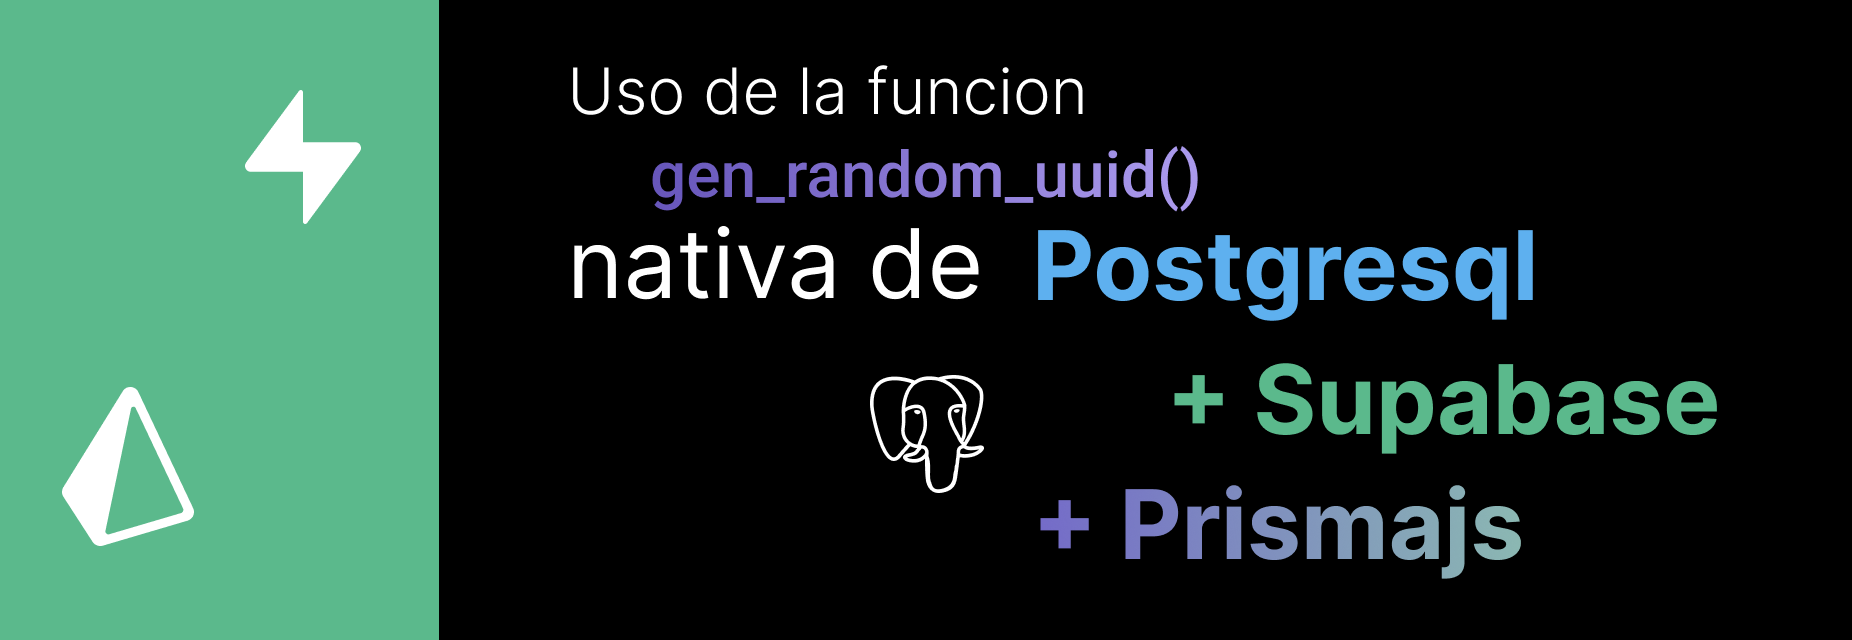 Uso de la funcion
gen_random_uuid()
nativa de Postgresql
+ Supabase
+ Prismajs